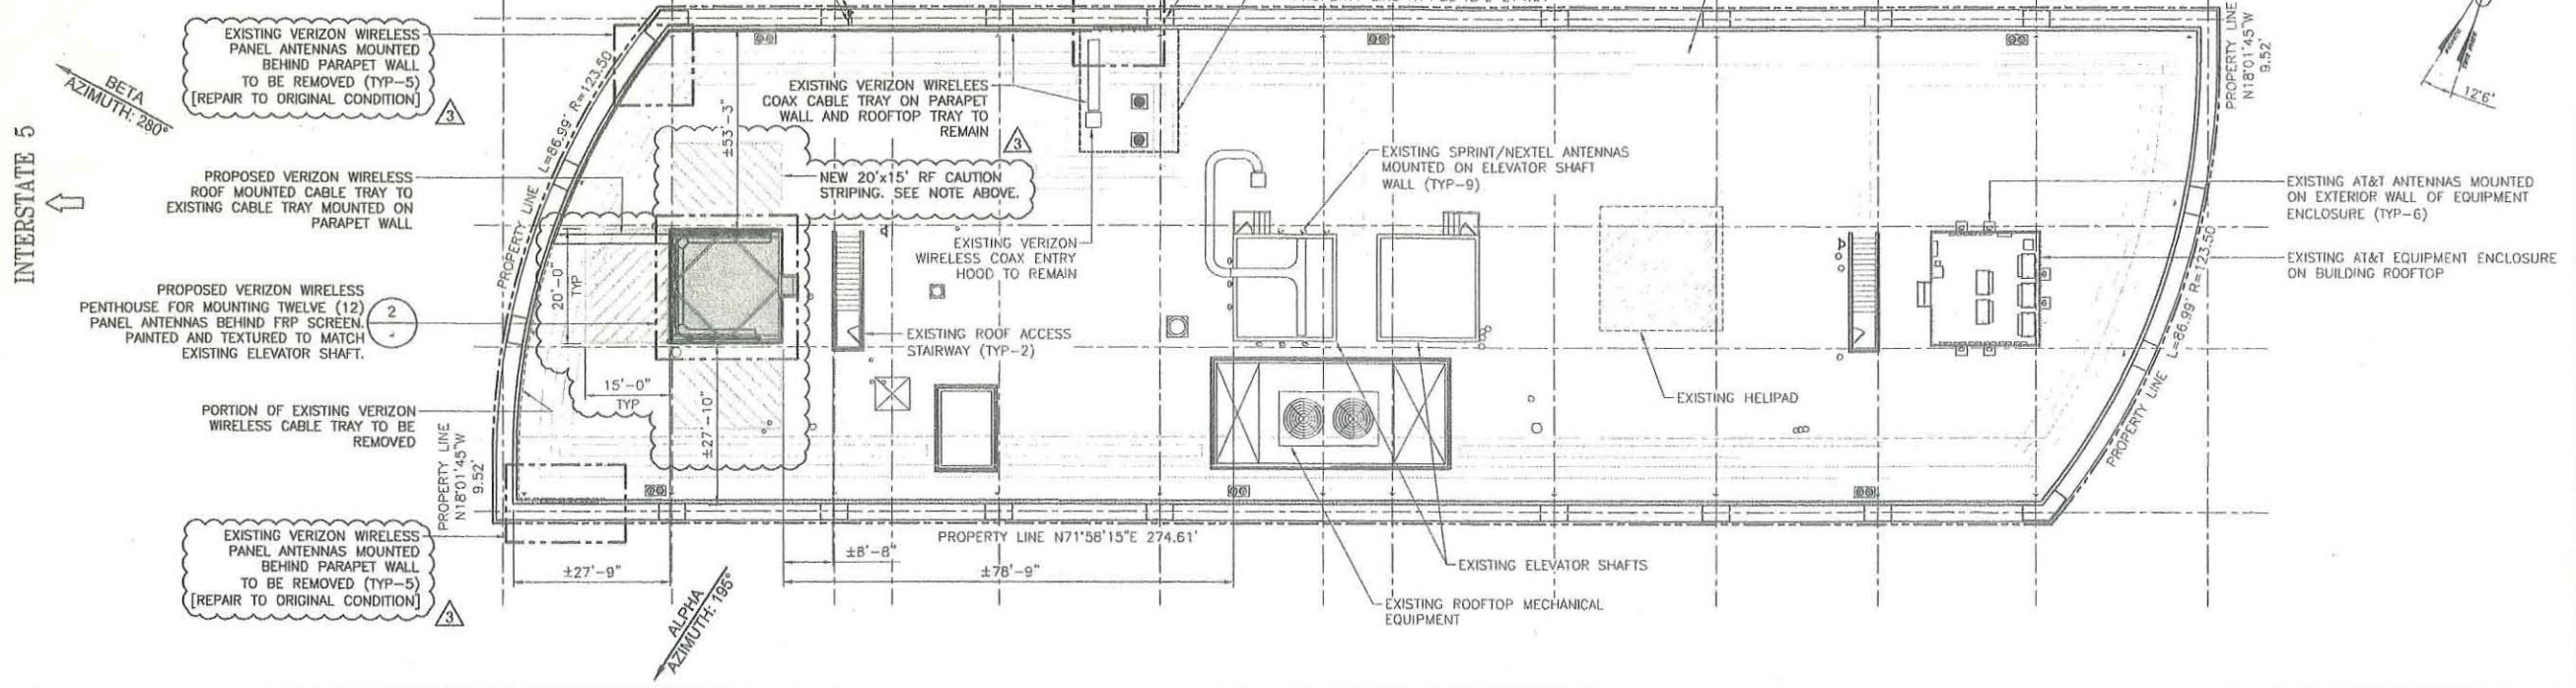 EXISTING VERIZON WIRELESS
PANEL ANTENNAS MOUNTED
BEHIND PARAPET WALL
TO BE REMOVED (TYP-5)
[REPAIR TO ORIGINAL CONDITION]
3
BETA
AZIMUTH: 280°
INTERSTATE 5
PROPOSED VERIZON WIRELESS
ROOF MOUNTED CABLE TRAY TO
EXISTING CABLE TRAY MOUNTED ON
PARAPET WALL
PROPOSED VERIZON WIRELESS
PENTHOUSE FOR MOUNTING TWELVE (12)
PANEL ANTENNAS BEHIND FRP SCREEN.
PAINTED AND TEXTURED TO MATCH
EXISTING ELEVATOR SHAFT.
2
PORTION OF EXISTING VERIZON
WIRELESS CABLE TRAY TO BE
REMOVED
PROPERTY LINE
N18°01'45"W
9.52'
EXISTING VERIZON WIRELESS
PANEL ANTENNAS MOUNTED
BEHIND PARAPET WALL
TO BE REMOVED (TYP-5)
[REPAIR TO ORIGINAL CONDITION]
3
PROPERTY LINE L=86.99' R=123.50
±53'-3"
EXISTING VERIZON WIRELEES
COAX CABLE TRAY ON PARAPET
WALL AND ROOFTOP TRAY TO
REMAIN
3
NEW 20'x15' RF CAUTION
STRIPING. SEE NOTE ABOVE.
20'-0"
TYP
15'-0"
TYP
±27'-10"
EXISTING VERIZON
WIRELESS COAX ENTRY
HOOD TO REMAIN
EXISTING ROOF ACCESS
STAIRWAY (TYP-2)
EXISTING SPRINT/NEXTEL ANTENNAS
MOUNTED ON ELEVATOR SHAFT
WALL (TYP-9)
EXISTING HELIPAD
PROPERTY LINE N71°58'15"E 274.61'
±27'-9"
±8'-8"
±78'-9"
ALPHA
AZIMUTH: 195°
EXISTING ELEVATOR SHAFTS
EXISTING ROOFTOP MECHANICAL
EQUIPMENT
PROPERTY LINE
N18°01'45"W
9.52'
12°6'
EXISTING AT&T ANTENNAS MOUNTED
ON EXTERIOR WALL OF EQUIPMENT
ENCLOSURE (TYP-6)
EXISTING AT&T EQUIPMENT ENCLOSURE
ON BUILDING ROOFTOP
PROPERTY LINE L=86.99' R=123.50